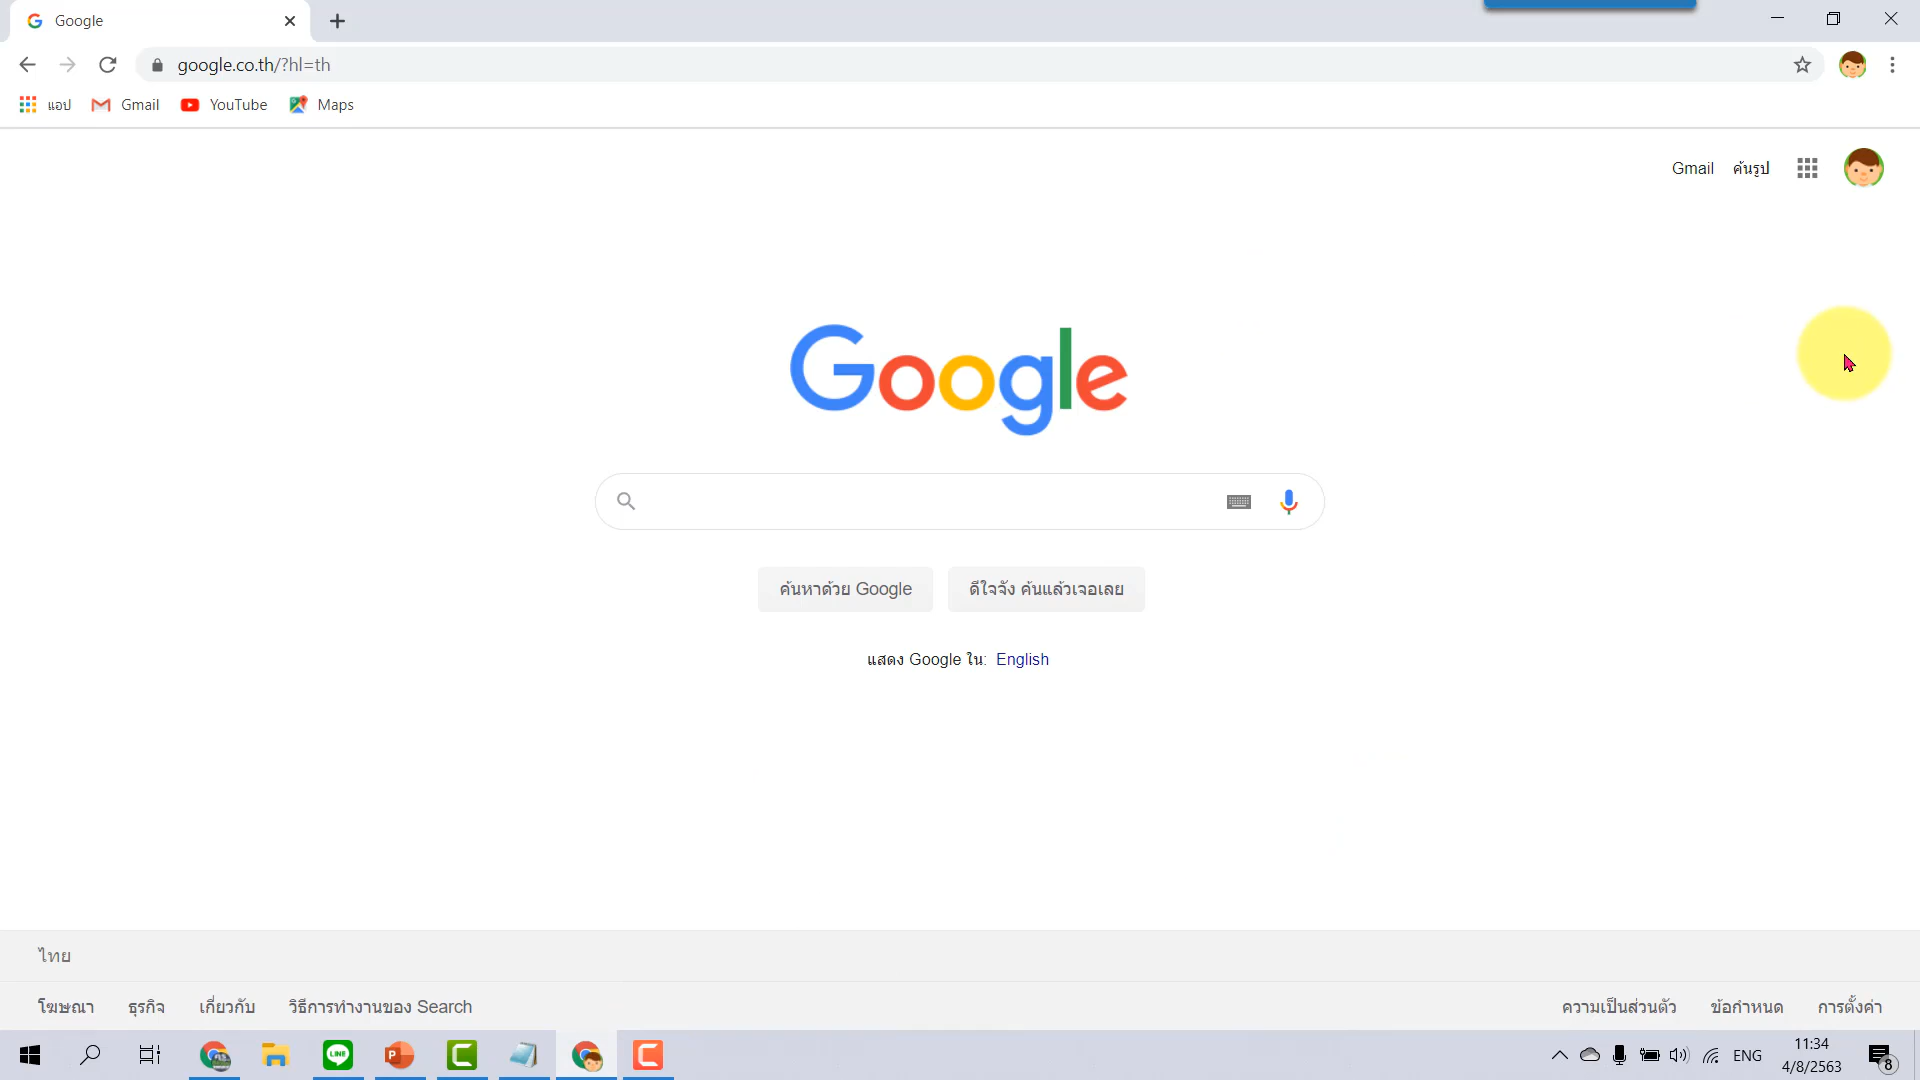 Google
google.co.th/?hl=th
แอป Gmail YouTube Maps
Gmail ค้นรูป
Google
ค้นหาด้วย Google ดีใจจัง ค้นแล้วเจอเลย
แสดง Google ใน: English
ไทย
โฆษณา ธุรกิจ เกี่ยวกับ วิธีการทำงานของ Search ความเป็นส่วนตัว ข้อกำหนด การตั้งค่า
LINE P ENG 11:34
4/8/2563 8